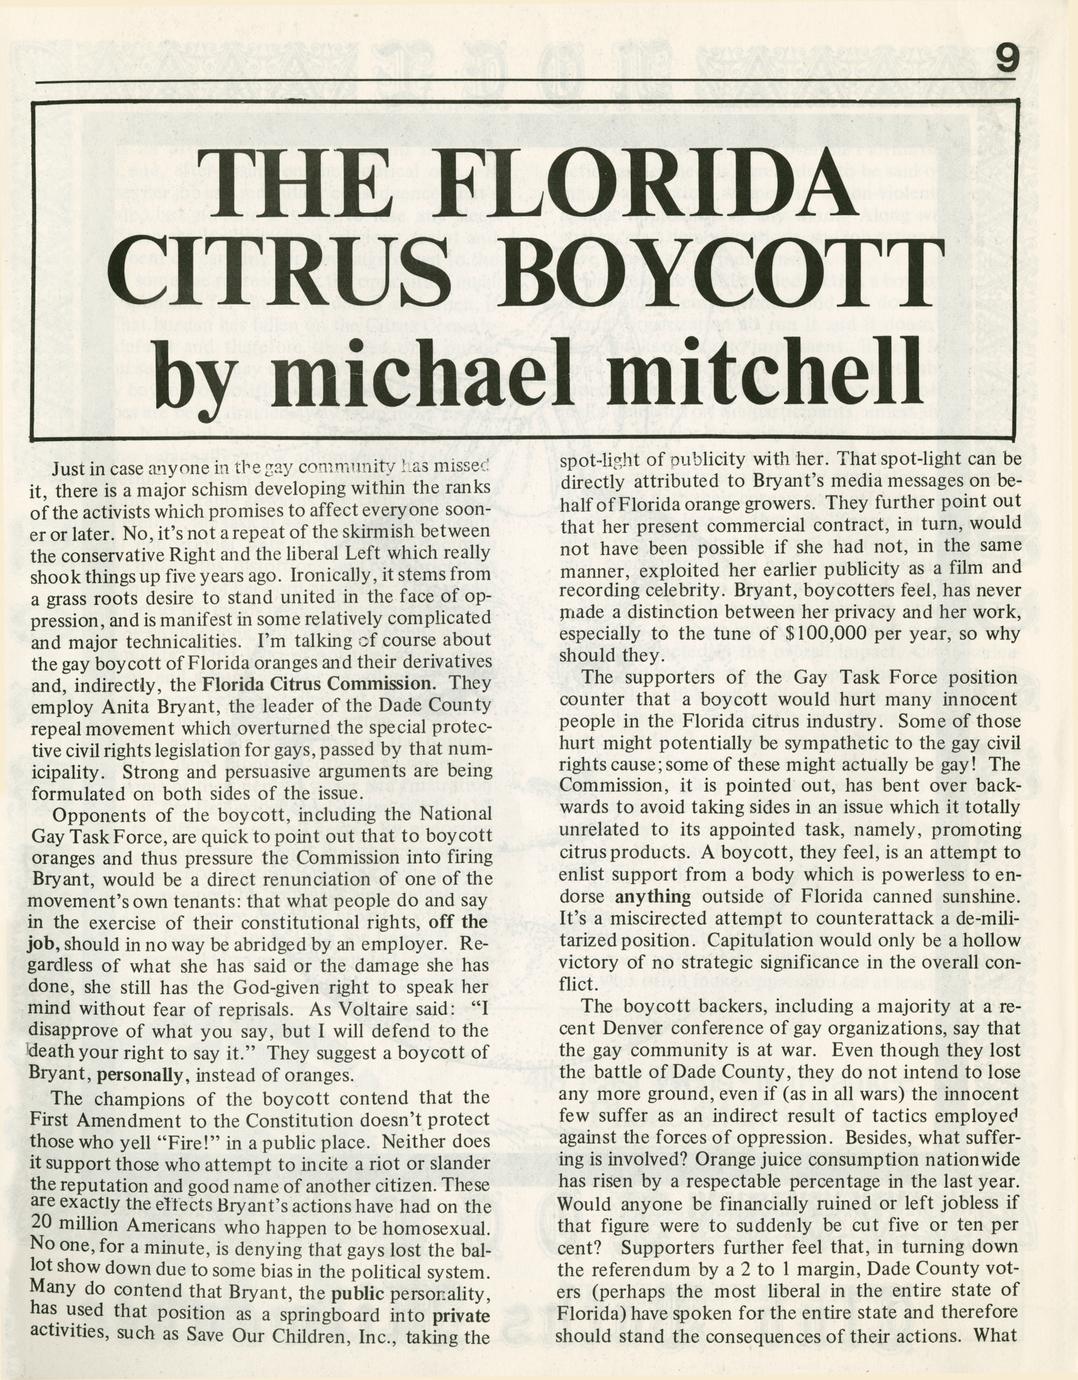 9
THE FLORIDA
CITRUS BOYCOTT
by michael mitchell
Just in case anyone in the gay community has missed
it, there is a major schism developing within the ranks
of the activists which promises to affect everyone soon-
er or later. No, it's not a repeat of the skirmish between
the conservative Right and the liberal Left which really
shook things up five years ago. Ironically, it stems from
a grass roots desire to stand united in the face of op-
pression, and is manifest in some relatively complicated
and major technicalities. I'm talking of course about
the gay boycott of Florida oranges and their derivatives
and, indirectly, the Florida Citrus Commission. They
employ Anita Bryant, the leader of the Dade County
repeal movement which overturned the special protec-
tive civil rights legislation for gays, passed by that num-
icipality. Strong and persuasive arguments are being
formulated on both sides of the issue.
Opponents of the boycott, including the National
Gay Task Force, are quick to point out that to boycott
oranges and thus pressure the Commission into firing
Bryant, would be a direct renunciation of one of the
movement's own tenants: that what people do and say
in the exercise of their constitutional rights, off the
job, should in no way be abridged by an employer. Re-
gardless of what she has said or the damage she has
done, she still has the God-given right to speak her
mind without fear of reprisals. As Voltaire said: "I
disapprove of what you say, but I will defend to the
death your right to say it." They suggest a boycott of
Bryant, personally, instead of oranges.
The champions of the boycott contend that the
First Amendment to the Constitution doesn't protect
those who yell "Fire!" in a public place. Neither does
it support those who attempt to incite a riot or slander
the reputation and good name of another citizen. These
are exactly the effects Bryant's actions have had on the
20 million Americans who happen to be homosexual.
No one, for a minute, is denying that gays lost the bal-
lot show down due to some bias in the political system.
Many do contend that Bryant, the public personality,
has used that position as a springboard into private
activities, such as Save Our Children, Inc., taking the
spot-light of publicity with her. That spot-light can be
directly attributed to Bryant's media messages on be-
half of Florida orange growers. They further point out
that her present commercial contract, in turn, would
not have been possible if she had not, in the same
manner, exploited her earlier publicity as a film and
recording celebrity. Bryant, boycotters feel, has never
made a distinction between her privacy and her work,
especially to the tune of $100,000 per year, so why
should they.
The supporters of the Gay Task Force position
counter that a boycott would hurt many innocent
people in the Florida citrus industry. Some of those
hurt might potentially be sympathetic to the gay civil
rights cause; some of these might actually be gay! The
Commission, it is pointed out, has bent over back-
wards to avoid taking sides in an issue which it totally
unrelated to its appointed task, namely, promoting
citrus products. A boycott, they feel, is an attempt to
enlist support from a body which is powerless to en-
dorse anything outside of Florida canned sunshine.
It's a miscirected attempt to counterattack a de-mili-
tarized position. Capitulation would only be a hollow
victory of no strategic significance in the overall con-
flict.
The boycott backers, including a majority at a re-
cent Denver conference of gay organizations, say that
the gay community is at war. Even though they lost
the battle of Dade County, they do not intend to lose
any more ground, even if (as in all wars) the innocent
few suffer as an indirect result of tactics employed
against the forces of oppression. Besides, what suffer-
ing is involved? Orange juice consumption nationwide
has risen by a respectable percentage in the last year.
Would anyone be financially ruined or left jobless if
that figure were to suddenly be cut five or ten per
cent? Supporters further feel that, in turning down
the referendum by a 2 to 1 margin, Dade County vot-
ers (perhaps the most liberal in the entire state of
Florida) have spoken for the entire state and therefore
should stand the consequences of their actions. What